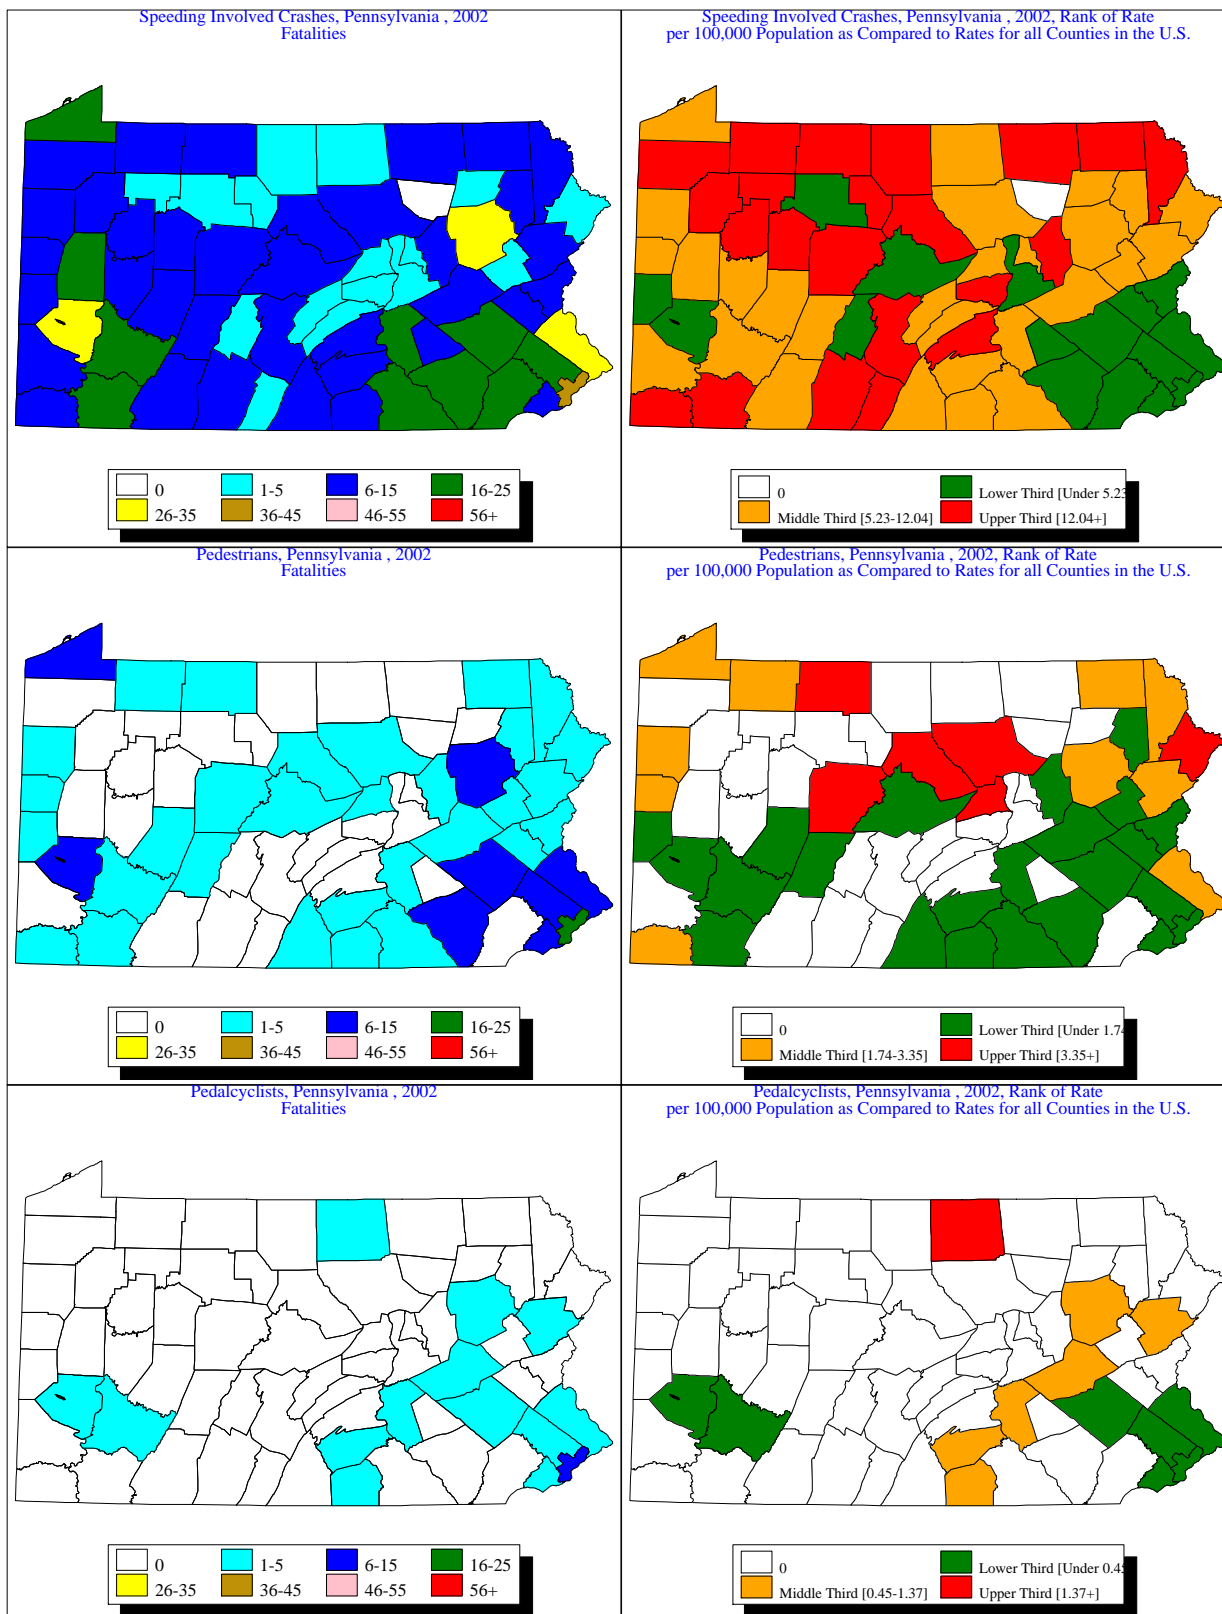 Speeding Involved Crashes, Pennsylvania , 2002
Fatalities
0
1-5
6-15
16-25
26-35
36-45
46-55
56+
Speeding Involved Crashes, Pennsylvania , 2002, Rank of Rate
per 100,000 Population as Compared to Rates for all Counties in the U.S.
0
Lower Third [Under 5.23
Middle Third [5.23-12.04]
Upper Third [12.04+]
Pedestrians, Pennsylvania , 2002
Fatalities
0
1-5
6-15
16-25
26-35
36-45
46-55
56+
Pedestrians, Pennsylvania , 2002, Rank of Rate
per 100,000 Population as Compared to Rates for all Counties in the U.S.
0
Lower Third [Under 1.74
Middle Third [1.74-3.35]
Upper Third [3.35+]
Pedalcyclists, Pennsylvania , 2002
Fatalities
0
1-5
6-15
16-25
26-35
36-45
46-55
56+
Pedalcyclists, Pennsylvania , 2002, Rank of Rate
per 100,000 Population as Compared to Rates for all Counties in the U.S.
0
Lower Third [Under 0.45
Middle Third [0.45-1.37]
Upper Third [1.37+]